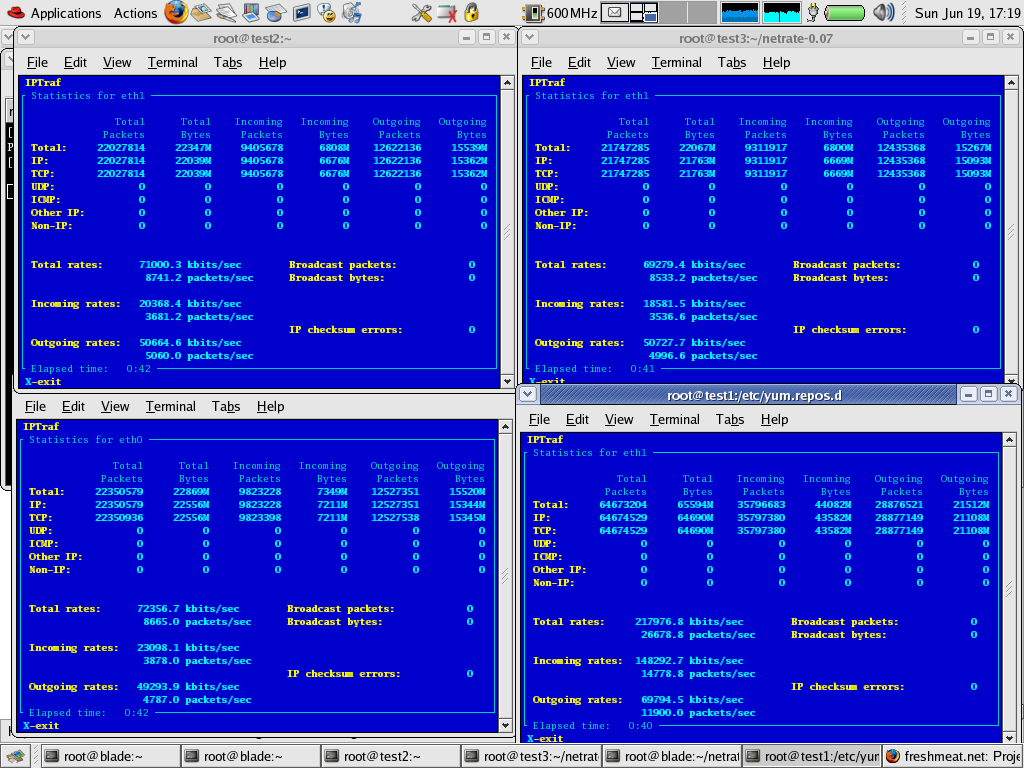 Applications Actions 600 MHz Sun Jun 19, 17:19
root@test2:~
File Edit View Terminal Tabs Help
IPTraf
Statistics for eth1
Total Total Incoming Incoming Outgoing Outgoing
Packets Bytes Packets Bytes Packets Bytes
Total: 22027814 22347M 9405678 6808M 12622136 15539M
IP: 22027814 22039M 9405678 6676M 12622136 15362M
TCP: 22027814 22039M 9405678 6676M 12622136 15362M
UDP: 0 0 0 0 0 0
ICMP: 0 0 0 0 0 0
Other IP: 0 0 0 0 0 0
Non-IP: 0 0 0 0 0 0
Total rates: 71000.3 kbits/sec Broadcast packets: 0
8741.2 packets/sec Broadcast bytes: 0
Incoming rates: 20368.4 kbits/sec
3681.2 packets/sec
IP checksum errors: 0
Outgoing rates: 50664.6 kbits/sec
5060.0 packets/sec
Elapsed time: 0:42
X-exit
root@test3:~/netrate-0.07
File Edit View Terminal Tabs Help
IPTraf
Statistics for eth1
Total Total Incoming Incoming Outgoing Outgoing
Packets Bytes Packets Bytes Packets Bytes
Total: 21747285 22067M 9311917 6800M 12435368 15267M
IP: 21747285 21763M 9311917 6669M 12435368 15093M
TCP: 21747285 21763M 9311917 6669M 12435368 15093M
UDP: 0 0 0 0 0 0
ICMP: 0 0 0 0 0 0
Other IP: 0 0 0 0 0 0
Non-IP: 0 0 0 0 0 0
Total rates: 69279.4 kbits/sec Broadcast packets: 0
8533.2 packets/sec Broadcast bytes: 0
Incoming rates: 18581.5 kbits/sec
3536.6 packets/sec
IP checksum errors: 0
Outgoing rates: 50727.7 kbits/sec
4996.6 packets/sec
Elapsed time: 0:41
X-exit
File Edit View Terminal Tabs Help
IPTraf
Statistics for eth0
Total Total Incoming Incoming Outgoing Outgoing
Packets Bytes Packets Bytes Packets Bytes
Total: 22350579 22869M 9823228 7349M 12527351 15520M
IP: 22350579 22556M 9823228 7211M 12527351 15344M
TCP: 22350936 22556M 9823398 7211M 12527538 15345M
UDP: 0 0 0 0 0 0
ICMP: 0 0 0 0 0 0
Other IP: 0 0 0 0 0 0
Non-IP: 0 0 0 0 0 0
Total rates: 72356.7 kbits/sec Broadcast packets: 0
8665.0 packets/sec Broadcast bytes: 0
Incoming rates: 23098.1 kbits/sec
3878.0 packets/sec
IP checksum errors: 0
Outgoing rates: 49293.9 kbits/sec
4787.0 packets/sec
Elapsed time: 0:42
X-exit
root@test1:/etc/yum.repos.d
File Edit View Terminal Tabs Help
IPTraf
Statistics for eth1
Total Total Incoming Incoming Outgoing Outgoing
Packets Bytes Packets Bytes Packets Bytes
Total: 64673204 65594M 35796683 44082M 28876521 21512M
IP: 64674529 64690M 35797380 43582M 28877149 21108M
TCP: 64674529 64690M 35797380 43582M 28877149 21108M
UDP: 0 0 0 0 0 0
ICMP: 0 0 0 0 0 0
Other IP: 0 0 0 0 0 0
Non-IP: 0 0 0 0 0 0
Total rates: 217976.8 kbits/sec Broadcast packets: 0
26678.8 packets/sec Broadcast bytes: 0
Incoming rates: 148292.7 kbits/sec
14778.8 packets/sec
IP checksum errors: 0
Outgoing rates: 69794.5 kbits/sec
11900.0 packets/sec
Elapsed time: 0:40
X-exit
root@blade:~ root@blade:~ root@test2:~ root@test3:~/netrat root@blade:~/netrat root@test1:/etc/yum freshmeat.net: Proje